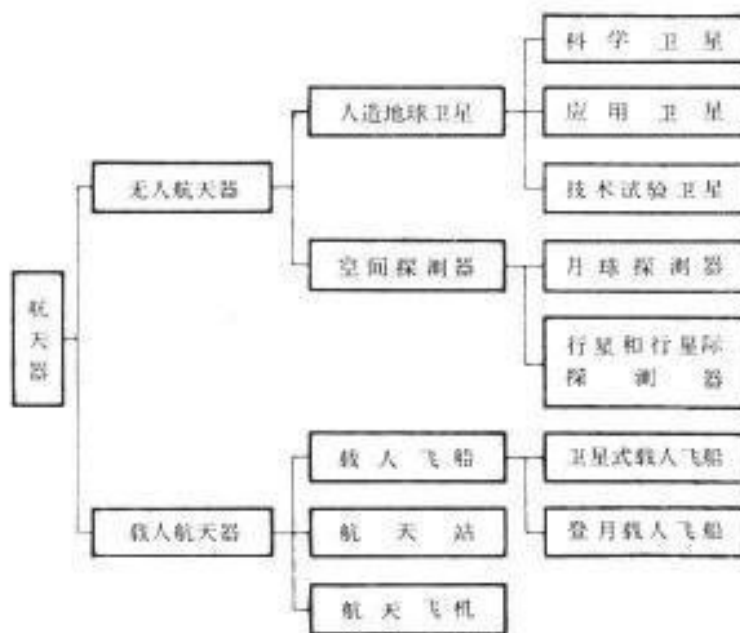 航天器
无人航天器
人造地球卫星
科学卫星
应用卫星
技术试验卫星
空间探测器
月球探测器
行星和行星际
探测器
载人航天器
载人飞船
卫星式载人飞船
登月载人飞船
航天站
航天飞机